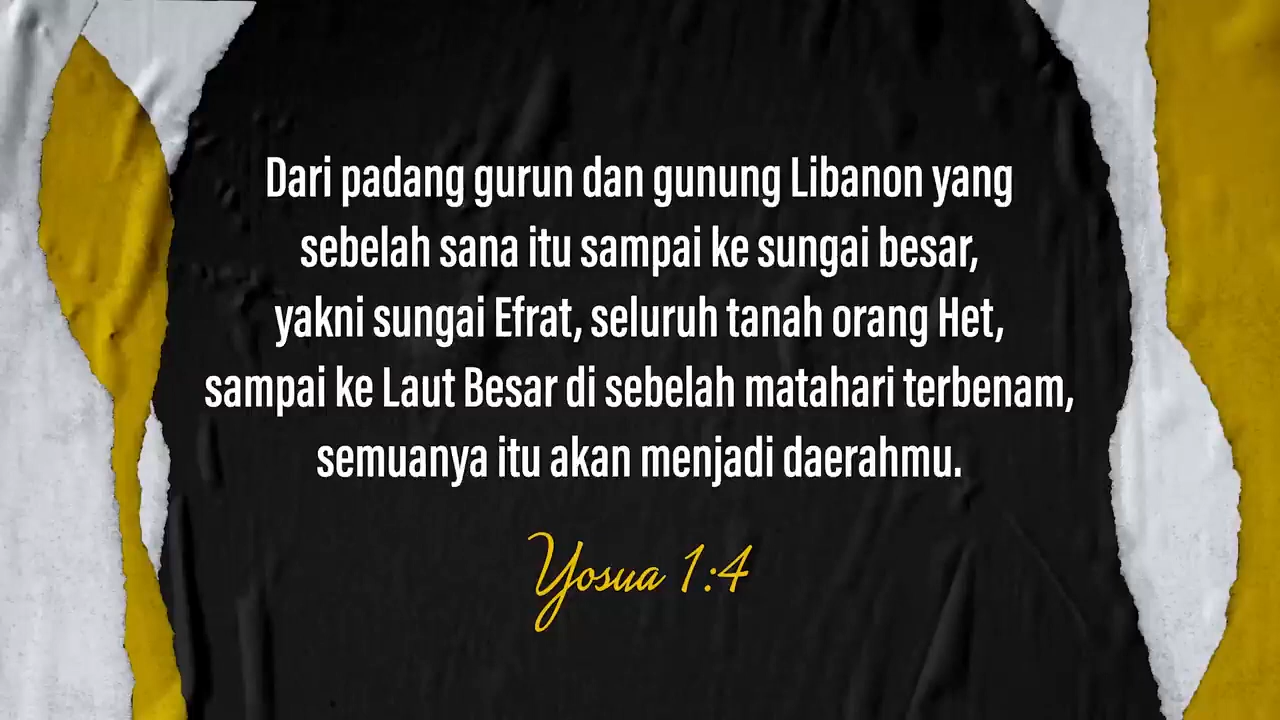 Dari padang gurun dan gunung Libanon yang
sebelah sana itu sampai ke sungai besar,
yakni sungai Efrat, seluruh tanah orang Het,
sampai ke Laut Besar di sebelah matahari terbenam,
semuanya itu akan menjadi daerahmu.
Yosua 1:4